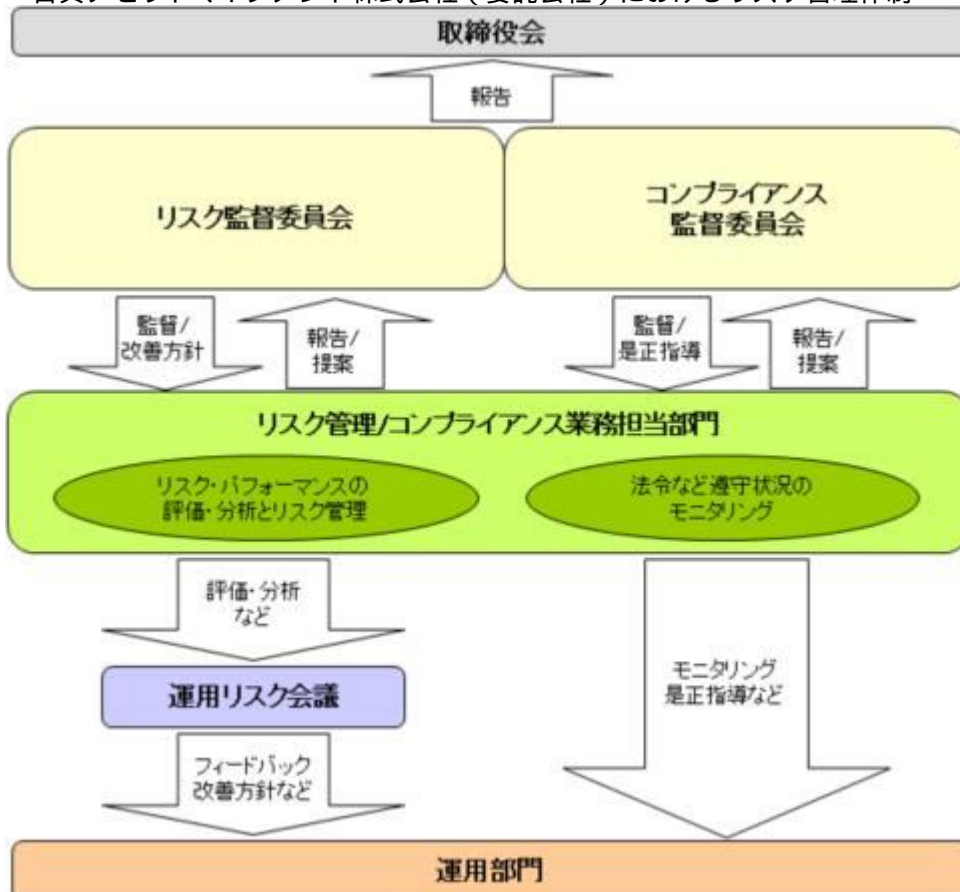 取締役会
報告
リスク監督委員会
コンプライアンス
監督委員会
監督/
改善方針
報告/
提案
監督/
是正指導
報告/
提案
リスク管理/コンプライアンス業務担当部門
リスク・パフォーマンスの
評価・分析とリスク管理
法令など遵守状況の
モニタリング
評価・分析
など
運用リスク会議
モニタリング
是正指導など
フィードバック
改善方針など
運用部門